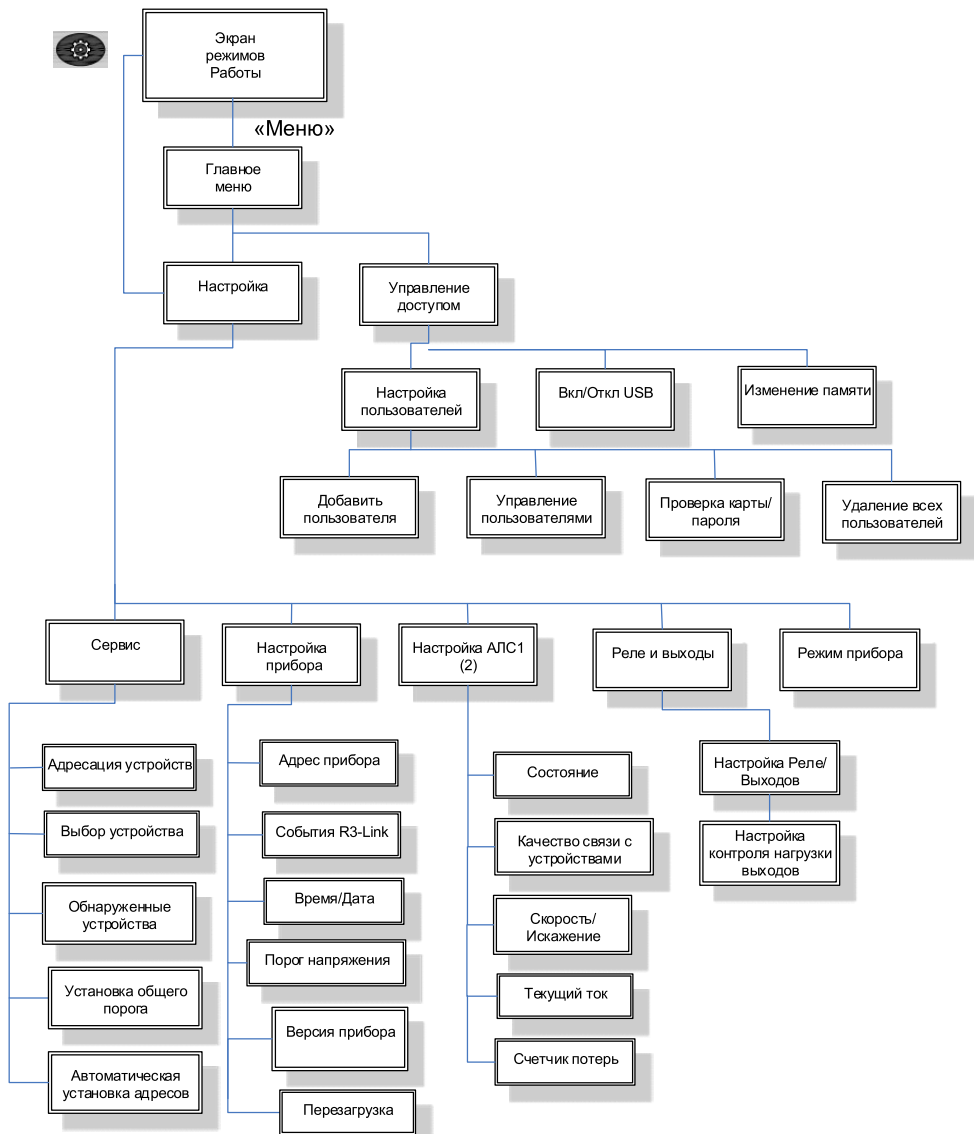 Экран
режимов
Работы
«Меню»
Главное
меню
Настройка
Управление
доступом
Настройка
пользователей
Вкл/Откл USB
Изменение памяти
Добавить
пользователя
Управление
пользователями
Проверка карты/
пароля
Удаление всех
пользователей
Сервис
Настройка
прибора
Настройка АЛС1
(2)
Реле и выходы
Режим прибора
Адресация устройств
Выбор устройства
Обнаруженные
устройства
Установка общего
порога
Автоматическая
установка адресов
Адрес прибора
События R3-Link
Время/Дата
Порог напряжения
Версия прибора
Перезагрузка
Состояние
Качество связи с
устройствами
Скорость/
Искажение
Текущий ток
Счетчик потерь
Настройка Реле/
Выходов
Настройка
контроля нагрузки
выходов